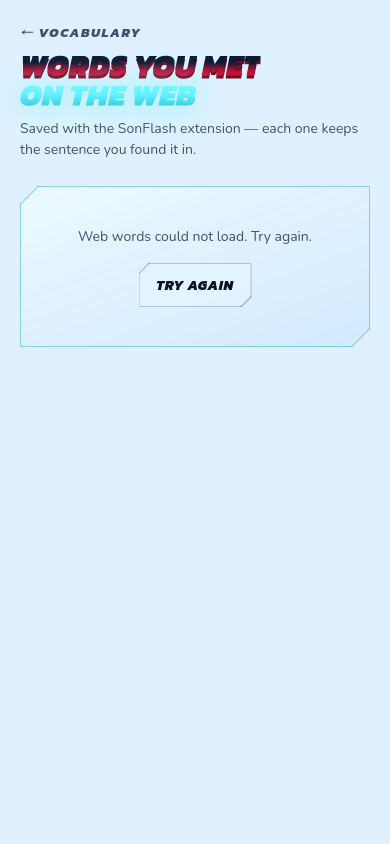 ← VOCABULARY
WORDS YOU MET
ON THE WEB
Saved with the SonFlash extension — each one keeps
the sentence you found it in.
Web words could not load. Try again.
TRY AGAIN